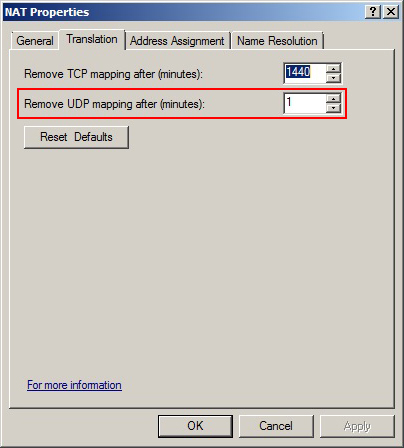 NAT Properties
General Translation Address Assignment Name Resolution
Remove TCP mapping after (minutes): 1440
Remove UDP mapping after (minutes): 1
Reset Defaults
For more information
OK Cancel Apply